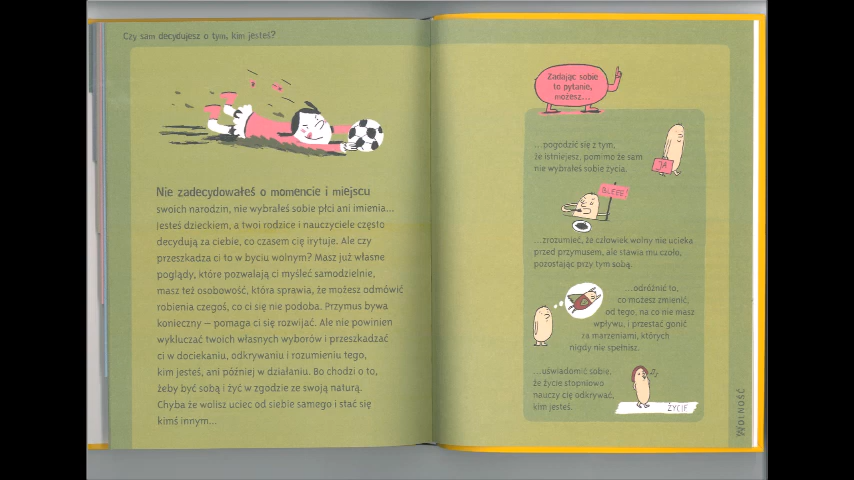 Czy sam decydujesz o tym, kim jesteś?
Nie zadecydowałeś o momencie i miejscu
swoich narodzin, nie wybrałeś sobie płci ani imienia...
Jesteś dzieckiem, a twoi rodzice i nauczyciele często
decydują za ciebie, co czasem cię irytuje. Ale czy
przeszkadza ci to w byciu wolnym? Masz już własne
poglądy, które pozwalają ci myśleć samodzielnie,
masz też osobowość, która sprawia, że możesz odmówić
robienia czegoś, co ci się nie podoba. Przymus bywa
konieczny – pomaga ci się rozwijać. Ale nie powinien
wykluczać twoich własnych wyborów i przeszkadzać
ci w dociekaniu, odkrywaniu i rozumieniu tego,
kim jesteś, ani później w działaniu. Bo chodzi o to,
żeby być sobą i żyć w zgodzie ze swoją naturą.
Chyba że wolisz uciec od siebie samego i stać się
kimś innym...
Zadając sobie
to pytanie,
możesz...
...pogodzić się z tym,
że istniejesz, pomimo że sam
nie wybrałeś sobie życia.
JA
BLEEE!
...zrozumieć, że człowiek wolny nie ucieka
przed przymusem, ale stawia mu czoło,
pozostając przy tym sobą.
...odróżnić to,
co możesz zmienić,
od tego, na co nie masz
wpływu, i przestać gonić
za marzeniami, których
nigdy nie spełnisz.
...uświadomić sobie,
że życie stopniowo
nauczy cię odkrywać,
kim jesteś.
ŻYCIE
WOLNOŚĆ